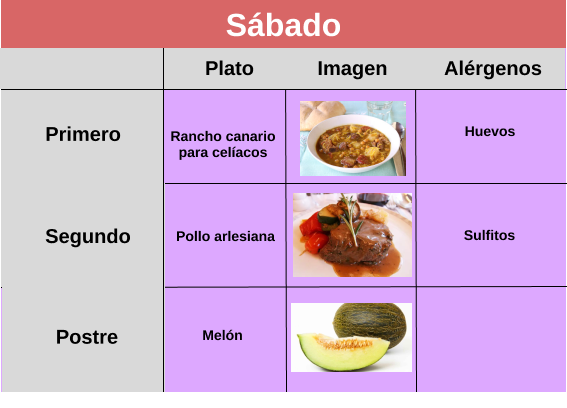 Sábado
Plato Imagen Alérgenos
Primero
Rancho canario
para celíacos
Huevos
Segundo
Pollo arlesiana
Sulfitos
Postre
Melón